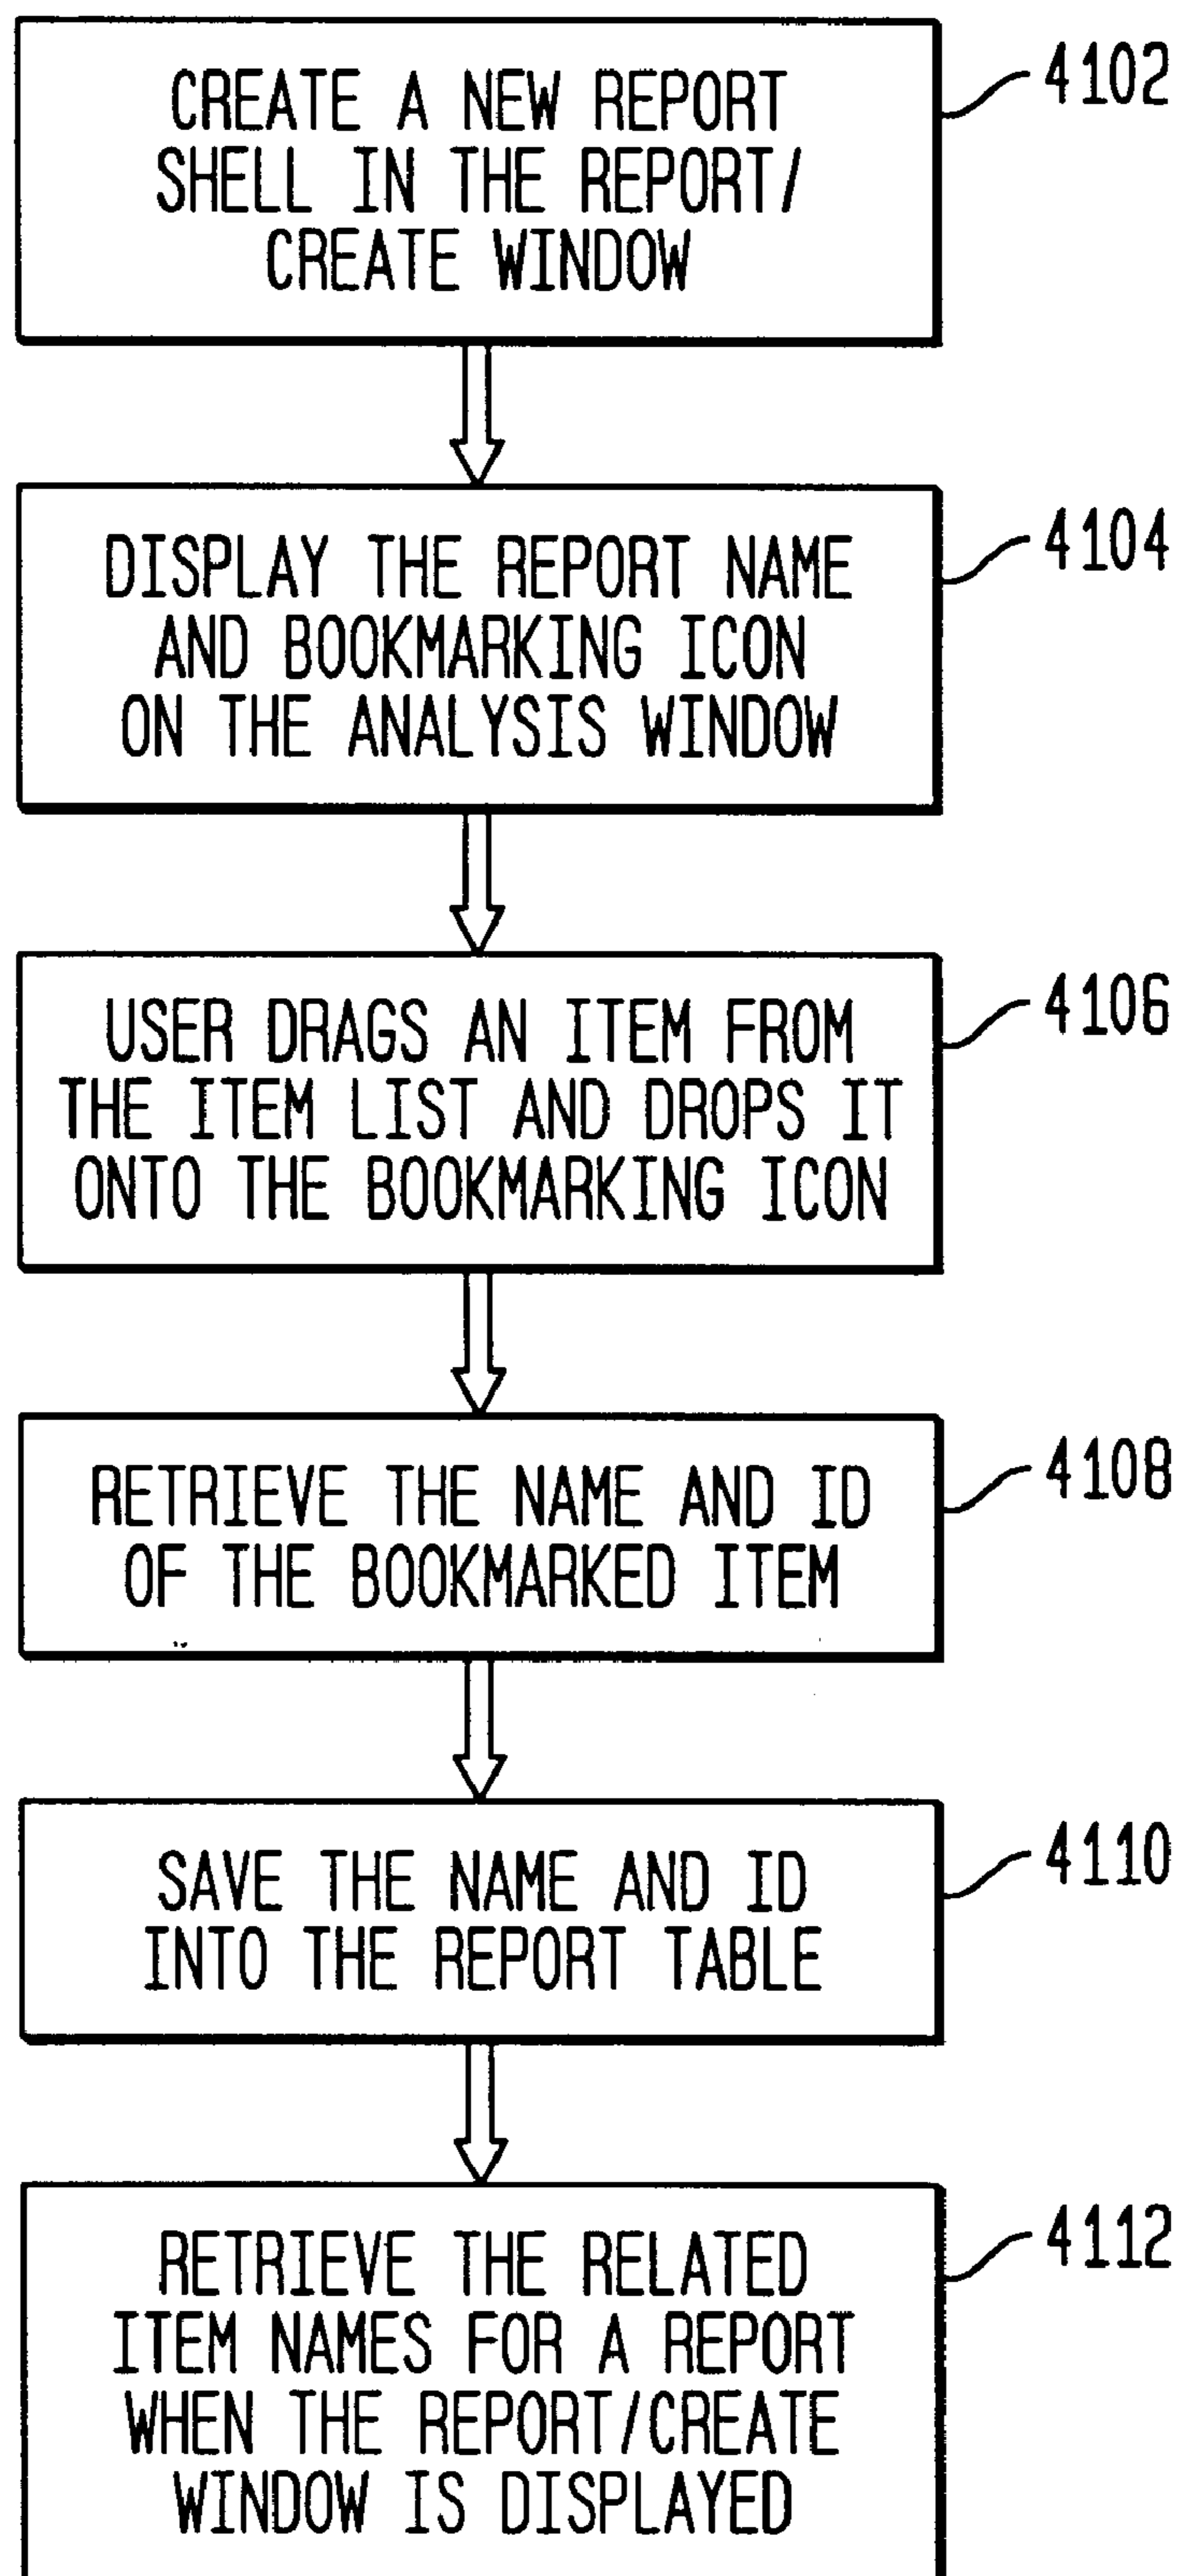 CREATE A NEW REPORT
SHELL IN THE REPORT/
CREATE WINDOW
4102
DISPLAY THE REPORT NAME
AND BOOKMARKING ICON
ON THE ANALYSIS WINDOW
4104
USER DRAGS AN ITEM FROM
THE ITEM LIST AND DROPS IT
ONTO THE BOOKMARKING ICON
4106
RETRIEVE THE NAME AND ID
OF THE BOOKMARKED ITEM
4108
SAVE THE NAME AND ID
INTO THE REPORT TABLE
4110
RETRIEVE THE RELATED
ITEM NAMES FOR A REPORT
WHEN THE REPORT/CREATE
WINDOW IS DISPLAYED
4112